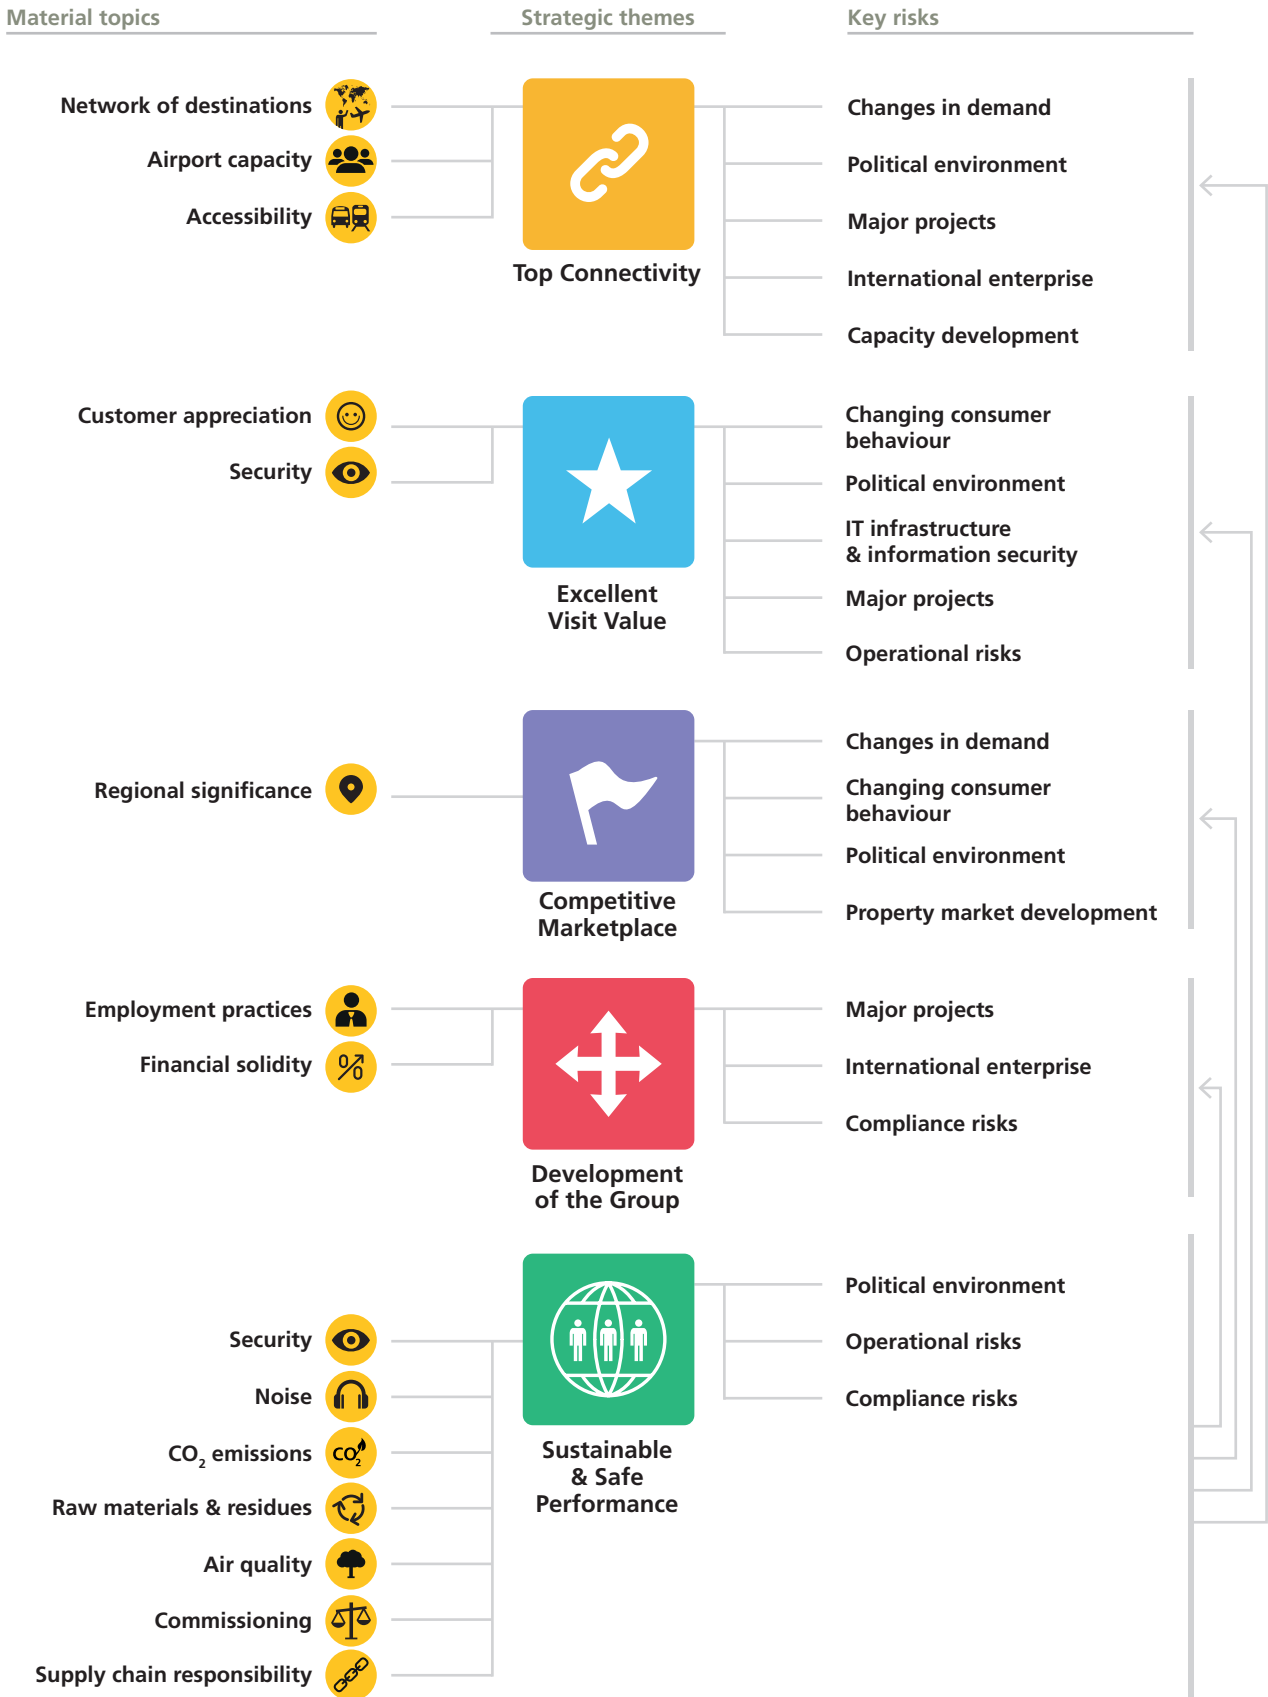 Material topics
Strategic themes
Key risks
Network of destinations
Airport capacity
Accessibility
Top Connectivity
Changes in demand
Political environment
Major projects
International enterprise
Capacity development
Customer appreciation
Security
Excellent
Visit Value
Changing consumer
behaviour
Political environment
IT infrastructure
& information security
Major projects
Operational risks
Regional significance
Competitive
Marketplace
Changes in demand
Changing consumer
behaviour
Political environment
Property market development
Employment practices
Financial solidity
Development
of the Group
Major projects
International enterprise
Compliance risks
Security
Noise
CO₂ emissions
CO₂
Raw materials & residues
Air quality
Commissioning
Supply chain responsibility
Sustainable
& Safe
Performance
Political environment
Operational risks
Compliance risks